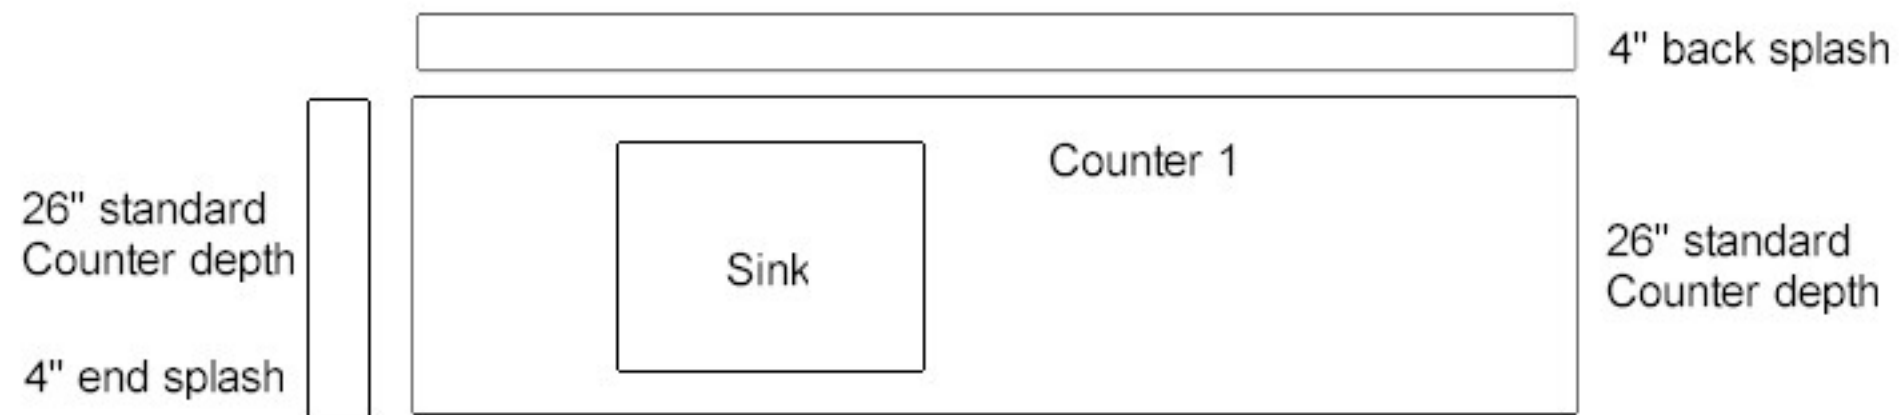 4" back splash
Counter 1
26" standard
Counter depth
Sink
26" standard
Counter depth
4" end splash